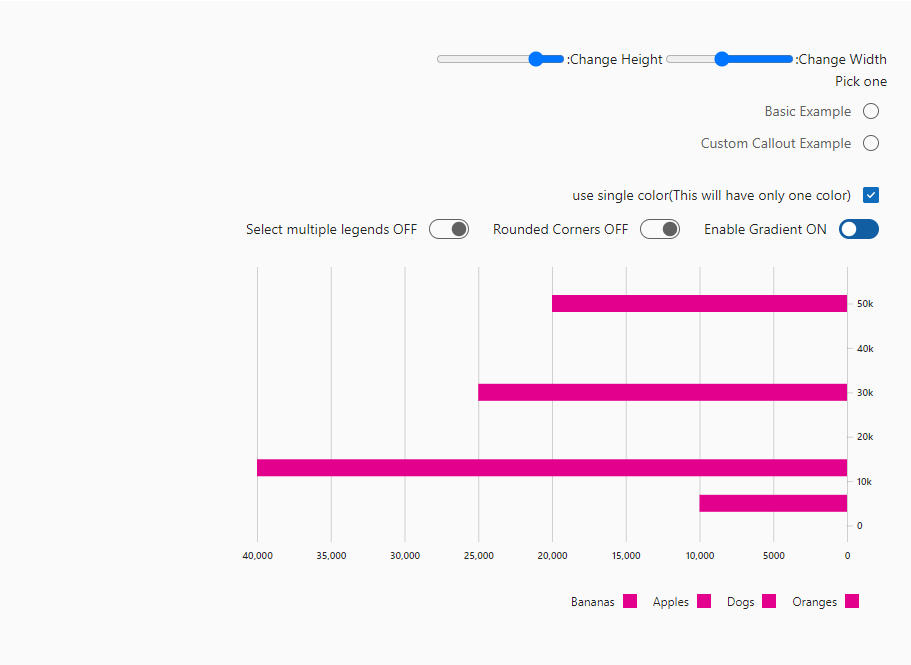 :Change Height :Change Width
Pick one
Basic Example
Custom Callout Example
use single color(This will have only one color)
Select multiple legends OFF Rounded Corners OFF Enable Gradient ON
50k
40k
30k
20k
10k
0
40,000 35,000 30,000 25,000 20,000 15,000 10,000 5000 0
Bananas Apples Dogs Oranges